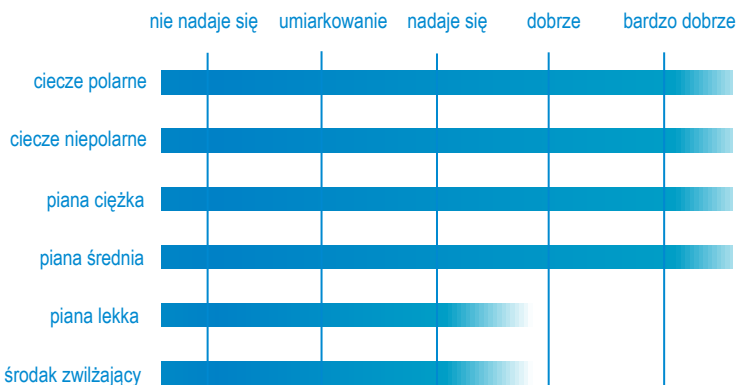 nie nadaje się umiarkowanie nadaje się dobrze bardzo dobrze
ciecze polarne
ciecze niepolarne
piana ciężka
piana średnia
piana lekka
środak zwilżający